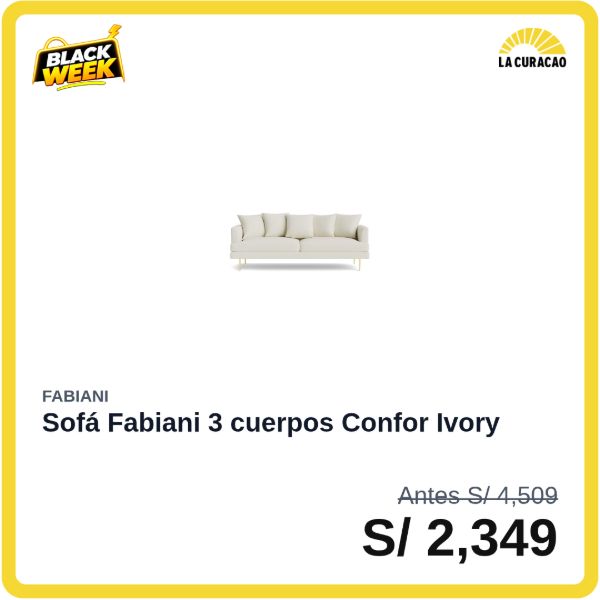 BLACK
WEEK
LA CURACAO
FABIANI
Sofá Fabiani 3 cuerpos Confor Ivory
Antes S/ 4,509
S/ 2,349